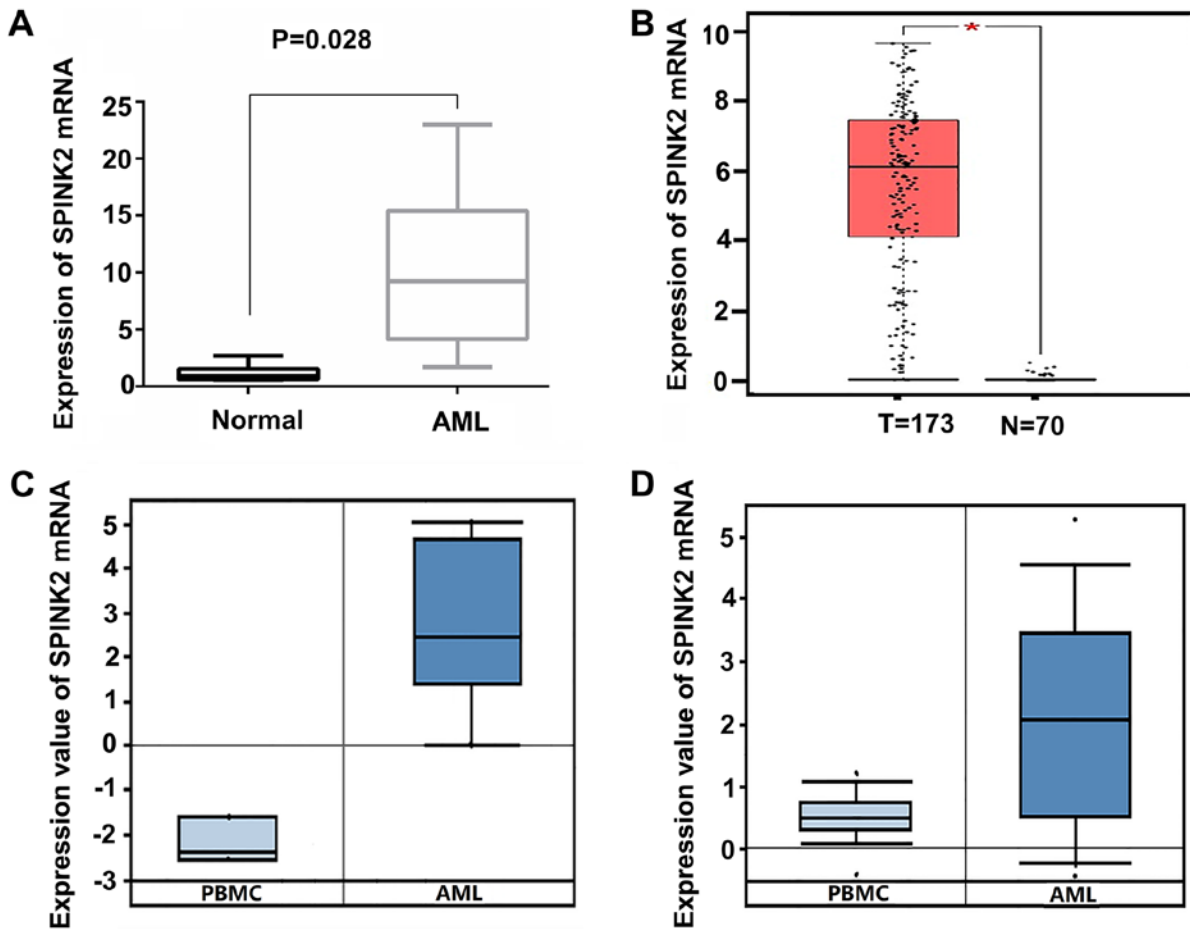 A
P=0.028
Expression of SPINK2 mRNA
25
20
15
10
5
0
Normal
AML
B
Expression of SPINK2 mRNA
10
8
6
4
2
0
*
T=173
N=70
C
Expression value of SPINK2 mRNA
5
4
3
2
1
0
-1
-2
-3
PBMC
AML
D
Expression value of SPINK2 mRNA
5
4
3
2
1
0
PBMC
AML